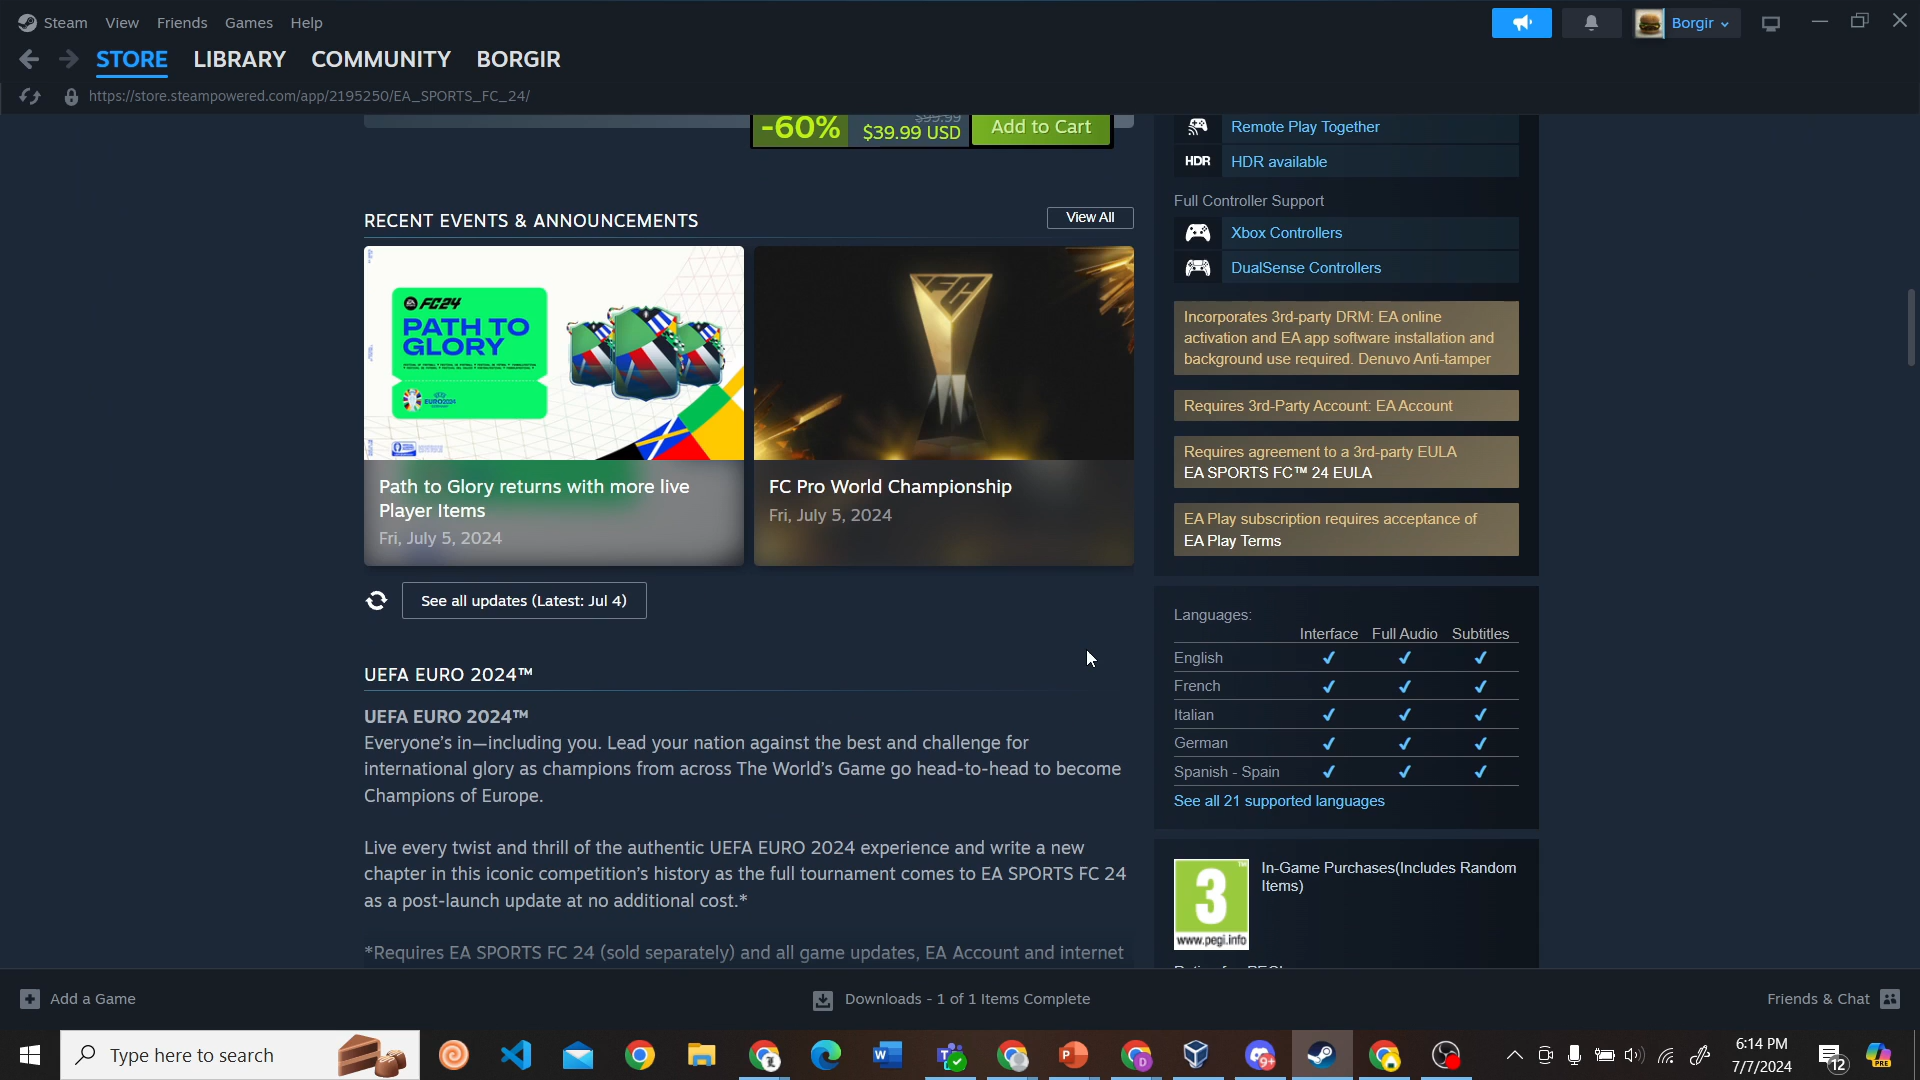 Steam View Friends Games Help
Borgir
STORE LIBRARY COMMUNITY BORGIR
https://store.steampowered.com/app/2195250/EA_SPORTS_FC_24/
-60% $99.99 $39.99 USD Add to Cart
RECENT EVENTS & ANNOUNCEMENTS
View All
FC24
PATH TO
GLORY
EURO2024
FC
Path to Glory returns with more live
Player Items
Fri, July 5, 2024
FC Pro World Championship
Fri, July 5, 2024
See all updates (Latest: Jul 4)
UEFA EURO 2024™
UEFA EURO 2024™
Everyone’s in—including you. Lead your nation against the best and challenge for
international glory as champions from across The World’s Game go head-to-head to become
Champions of Europe.
Live every twist and thrill of the authentic UEFA EURO 2024 experience and write a new
chapter in this iconic competition’s history as the full tournament comes to EA SPORTS FC 24
as a post-launch update at no additional cost.*
*Requires EA SPORTS FC 24 (sold separately) and all game updates, EA Account and internet
Remote Play Together
HDR HDR available
Full Controller Support
Xbox Controllers
DualSense Controllers
Incorporates 3rd-party DRM: EA online
activation and EA app software installation and
background use required. Denuvo Anti-tamper
Requires 3rd-Party Account: EA Account
Requires agreement to a 3rd-party EULA
EA SPORTS FC™ 24 EULA
EA Play subscription requires acceptance of
EA Play Terms
Languages:
Interface Full Audio Subtitles
English
French
Italian
German
Spanish - Spain
See all 21 supported languages
3
www.pegi.info
In-Game Purchases(Includes Random
Items)
Add a Game
Downloads - 1 of 1 Items Complete
Friends & Chat
Type here to search
9+
6:14 PM
7/7/2024
12
PRE